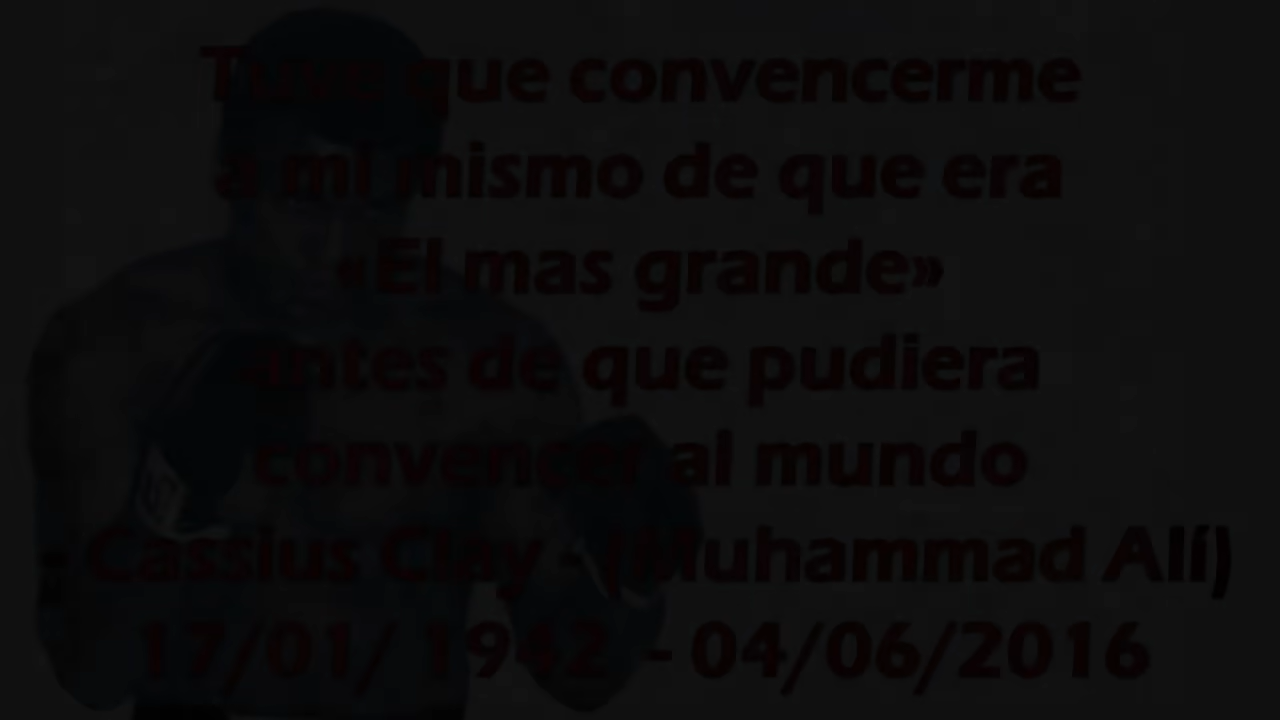 Tuve que convencerme
a mi mismo de que era
«El mas grande»
antes de que pudiera
convencer al mundo
Cassius Clay - (Muhammad Alí)
17/01/ 1942 - 04/06/2016